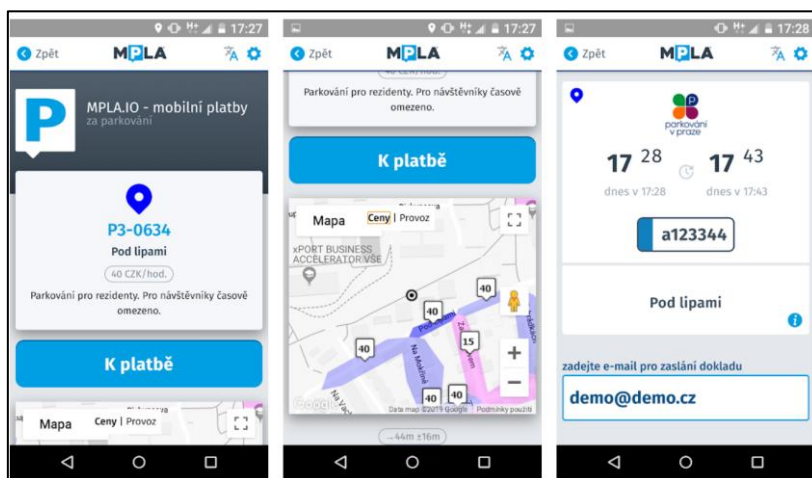 17:27
Zpět
MPLA
P
MPLA.IO - mobilní platby
za parkování
P3-0634
Pod lipami
40 CZK/hod.
Parkování pro rezidenty. Pro návštěvníky časově
omezeno.
K platbě
Mapa
Ceny | Provoz
17:27
Zpět
MPLA
Parkování pro rezidenty. Pro návštěvníky časově
omezeno.
K platbě
Mapa
Ceny | Provoz
xPORT BUSINESS
ACCELERATOR VŠE
40
40
Pod Lipami
40
15
Na Mokřině
40
40
Google
Map data ©2019 Google
Podmínky použití
→44m ±16m
17:28
Zpět
MPLA
parkování
v praze
17 28
17 43
dnes v 17:28
dnes v 17:43
a123344
Pod lipami
zadejte e-mail pro zaslání dokladu
demo@demo.cz